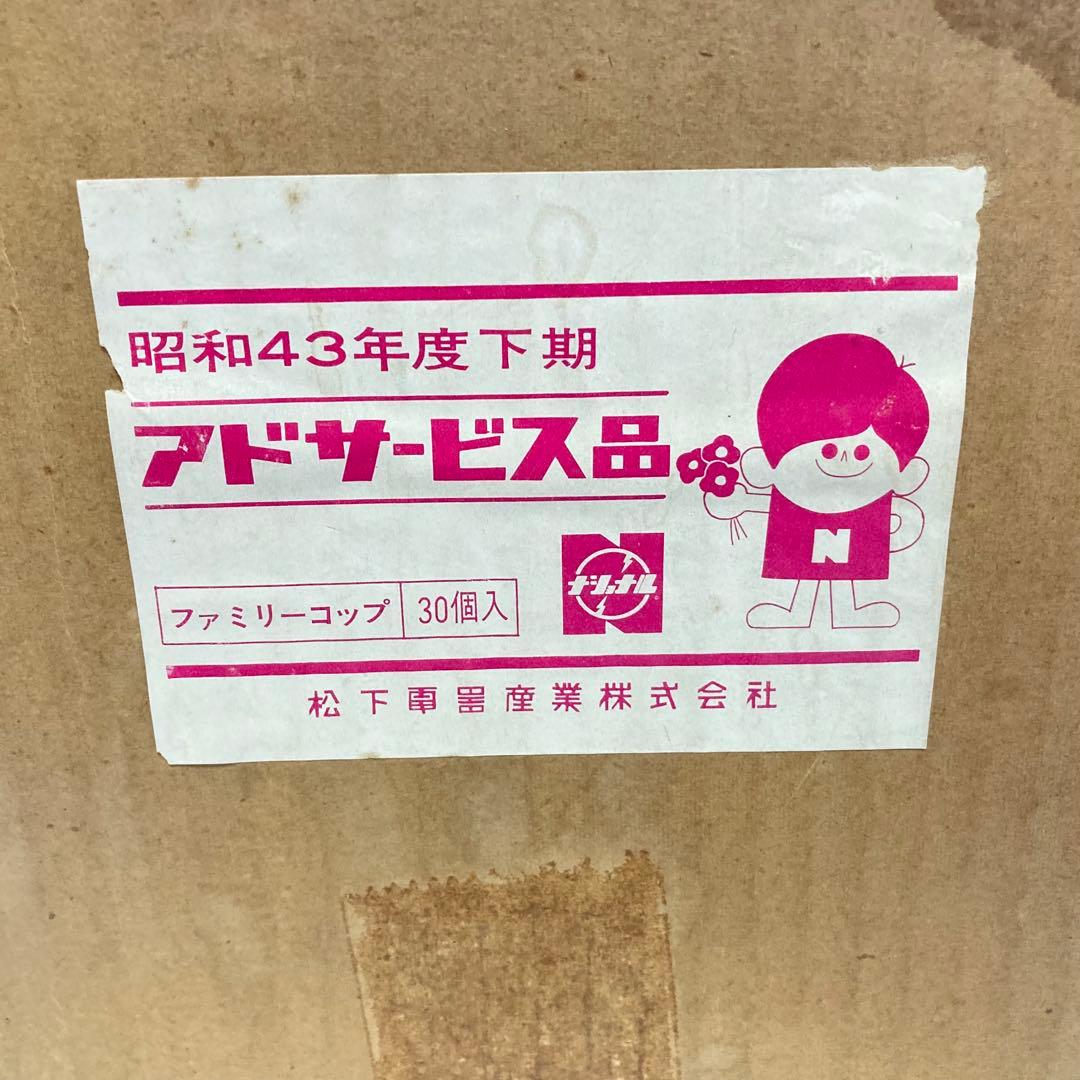 昭和43年度下期
アドサービス品
N
ナショナル
ファミリーコップ 30個入
松下電器産業株式会社